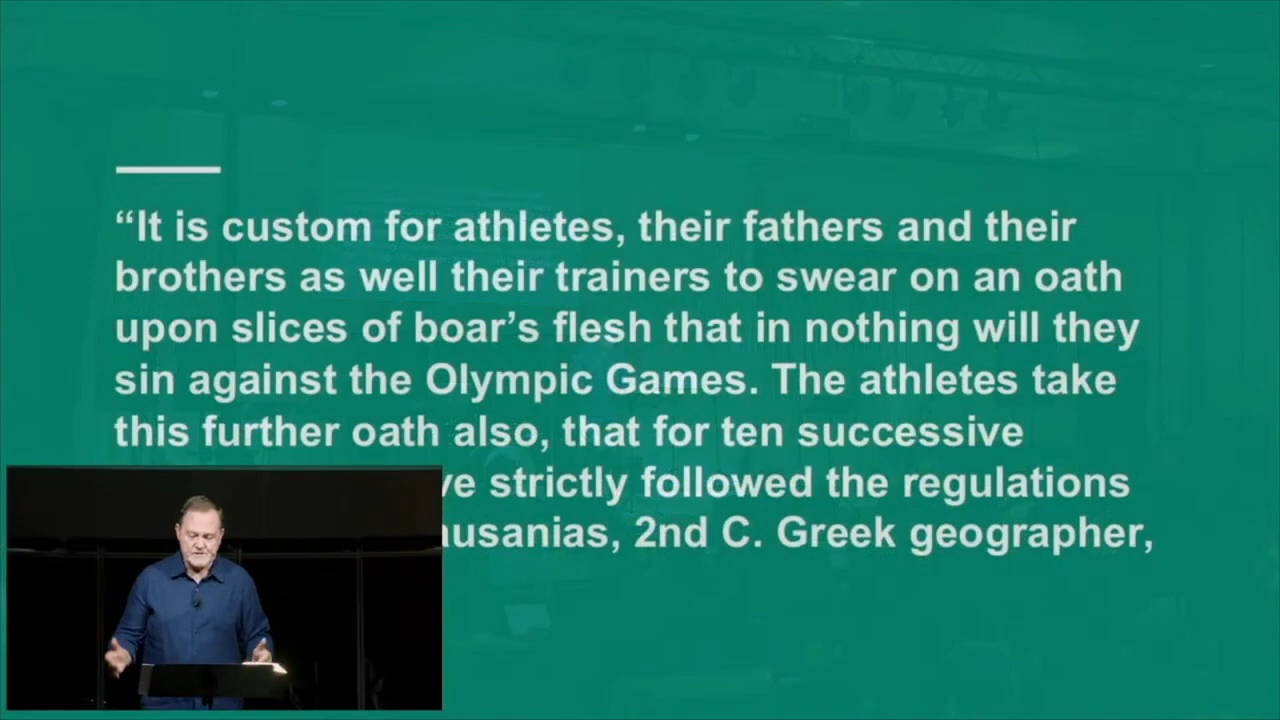 “It is custom for athletes, their fathers and their
brothers as well their trainers to swear on an oath
upon slices of boar’s flesh that in nothing will they
sin against the Olympic Games. The athletes take
this further oath also, that for ten successive
strictly followed the regulations
2nd C. Greek geographer,